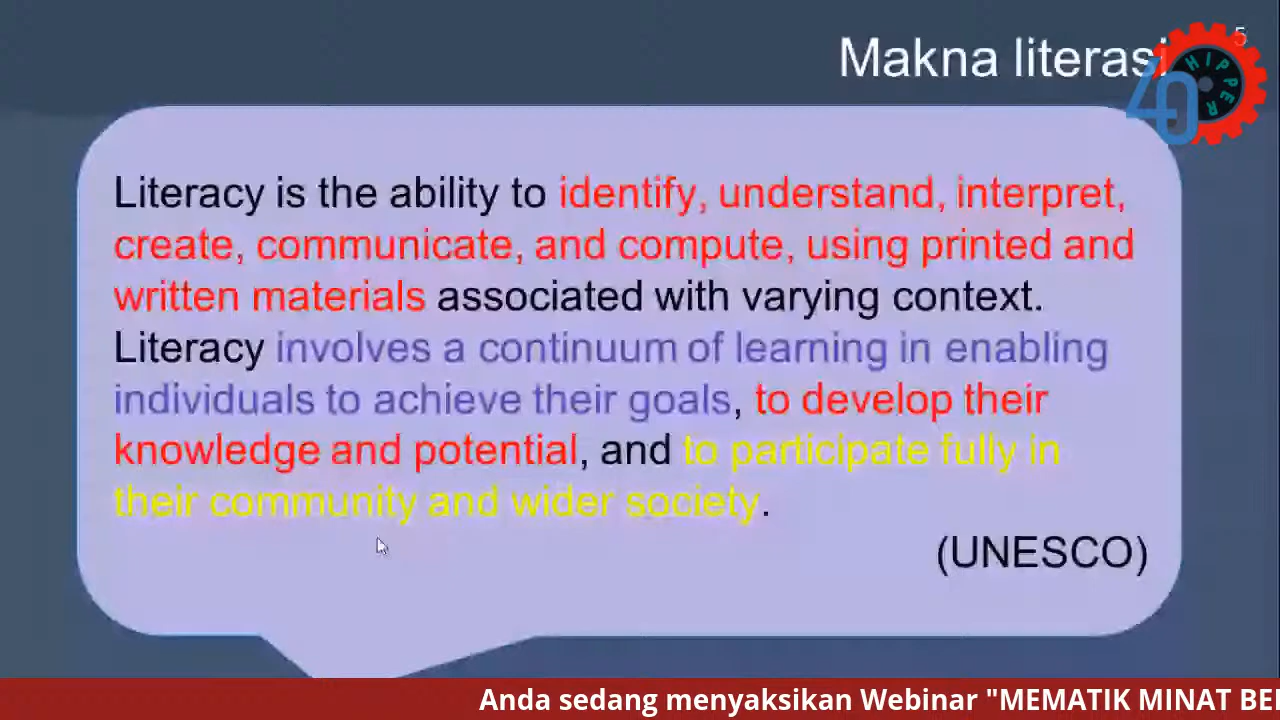 5
Makna literasi
40 HIPPER
Literacy is the ability to identify, understand, interpret,
create, communicate, and compute, using printed and
written materials associated with varying context.
Literacy involves a continuum of learning in enabling
individuals to achieve their goals, to develop their
knowledge and potential, and to participate fully in
their community and wider society.
(UNESCO)
Anda sedang menyaksikan Webinar "MEMATIK MINAT